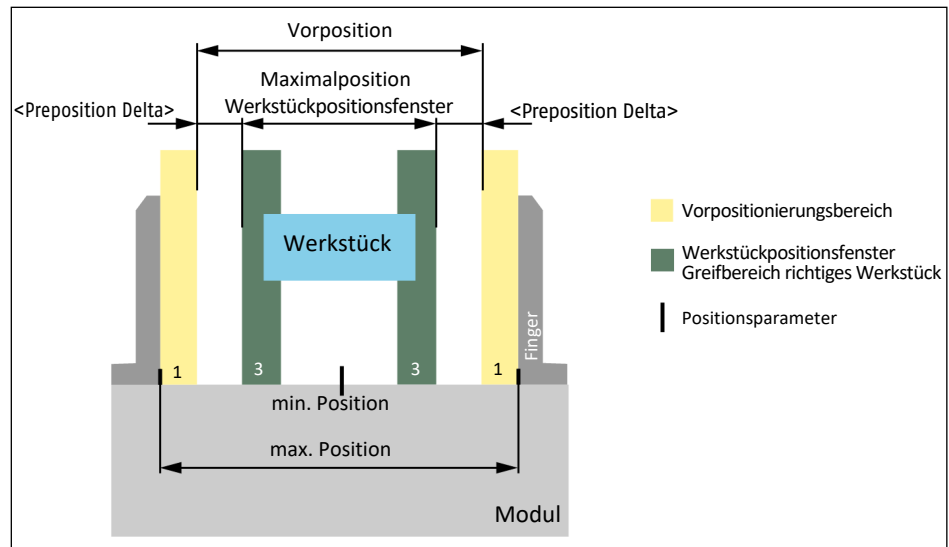 Vorposition
Maximalposition
Werkstückpositionsfenster
<Preposition Delta>
<Preposition Delta>
Werkstück
Vorpositionierungsbereich
Werkstückpositionsfenster
Greifbereich richtiges Werkstück
Positionsparameter
Finger
1
3
3
1
min. Position
max. Position
Modul